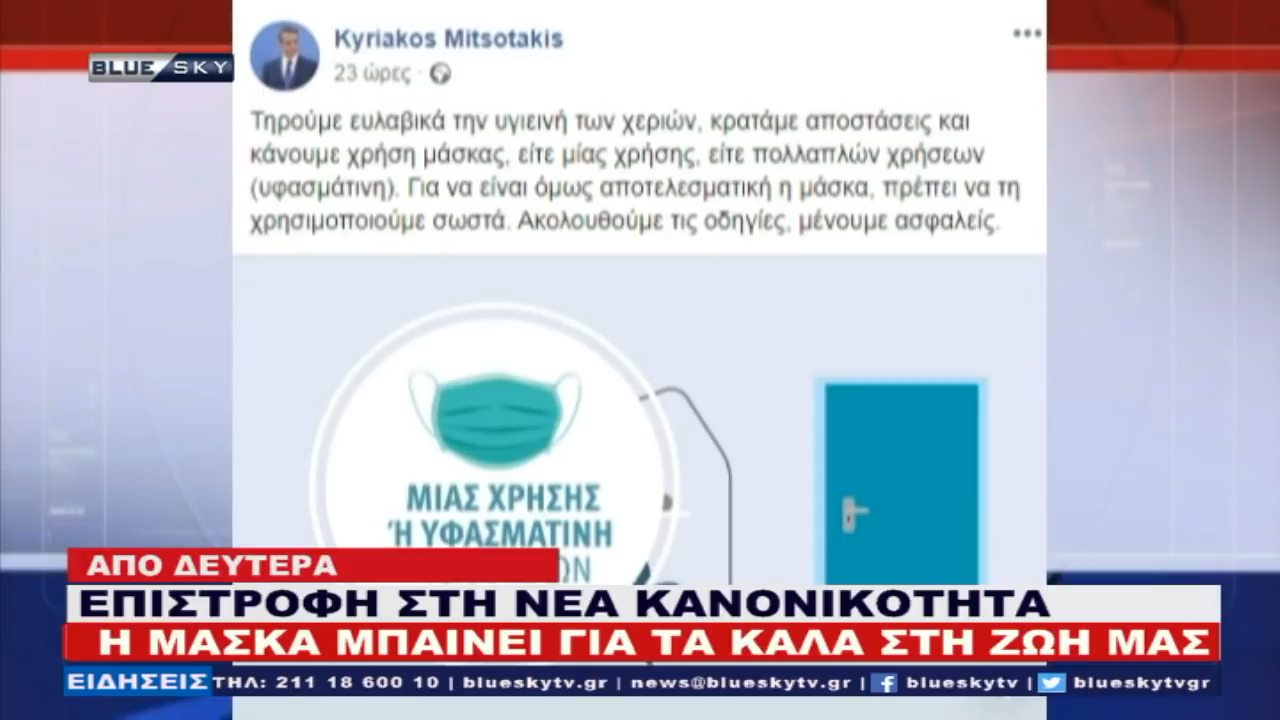 BLUE SKY
Kyriakos Mitsotakis
23 ώρες ·
Τηρούμε ευλαβικά την υγιεινή των χεριών, κρατάμε αποστάσεις και
κάνουμε χρήση μάσκας, είτε μίας χρήσης, είτε πολλαπλών χρήσεων
(υφασμάτινη). Για να είναι όμως αποτελεσματική η μάσκα, πρέπει να τη
χρησιμοποιούμε σωστά. Ακολουθούμε τις οδηγίες, μένουμε ασφαλείς.
ΜΙΑΣ ΧΡΗΣΗΣ
Ή ΥΦΑΣΜΑΤΙΝΗ
ΑΠΟ ΔΕΥΤΕΡΑ
ΕΠΙΣΤΡΟΦΗ ΣΤΗ ΝΕΑ ΚΑΝΟΝΙΚΟΤΗΤΑ
Η ΜΑΣΚΑ ΜΠΑΙΝΕΙ ΓΙΑ ΤΑ ΚΑΛΑ ΣΤΗ ΖΩΗ ΜΑΣ
ΕΙΔΗΣΕΙΣ ΤΗΛ: 211 18 600 10 | blueskytv.gr | news@blueskytv.gr | blueskytv | blueskytvgr